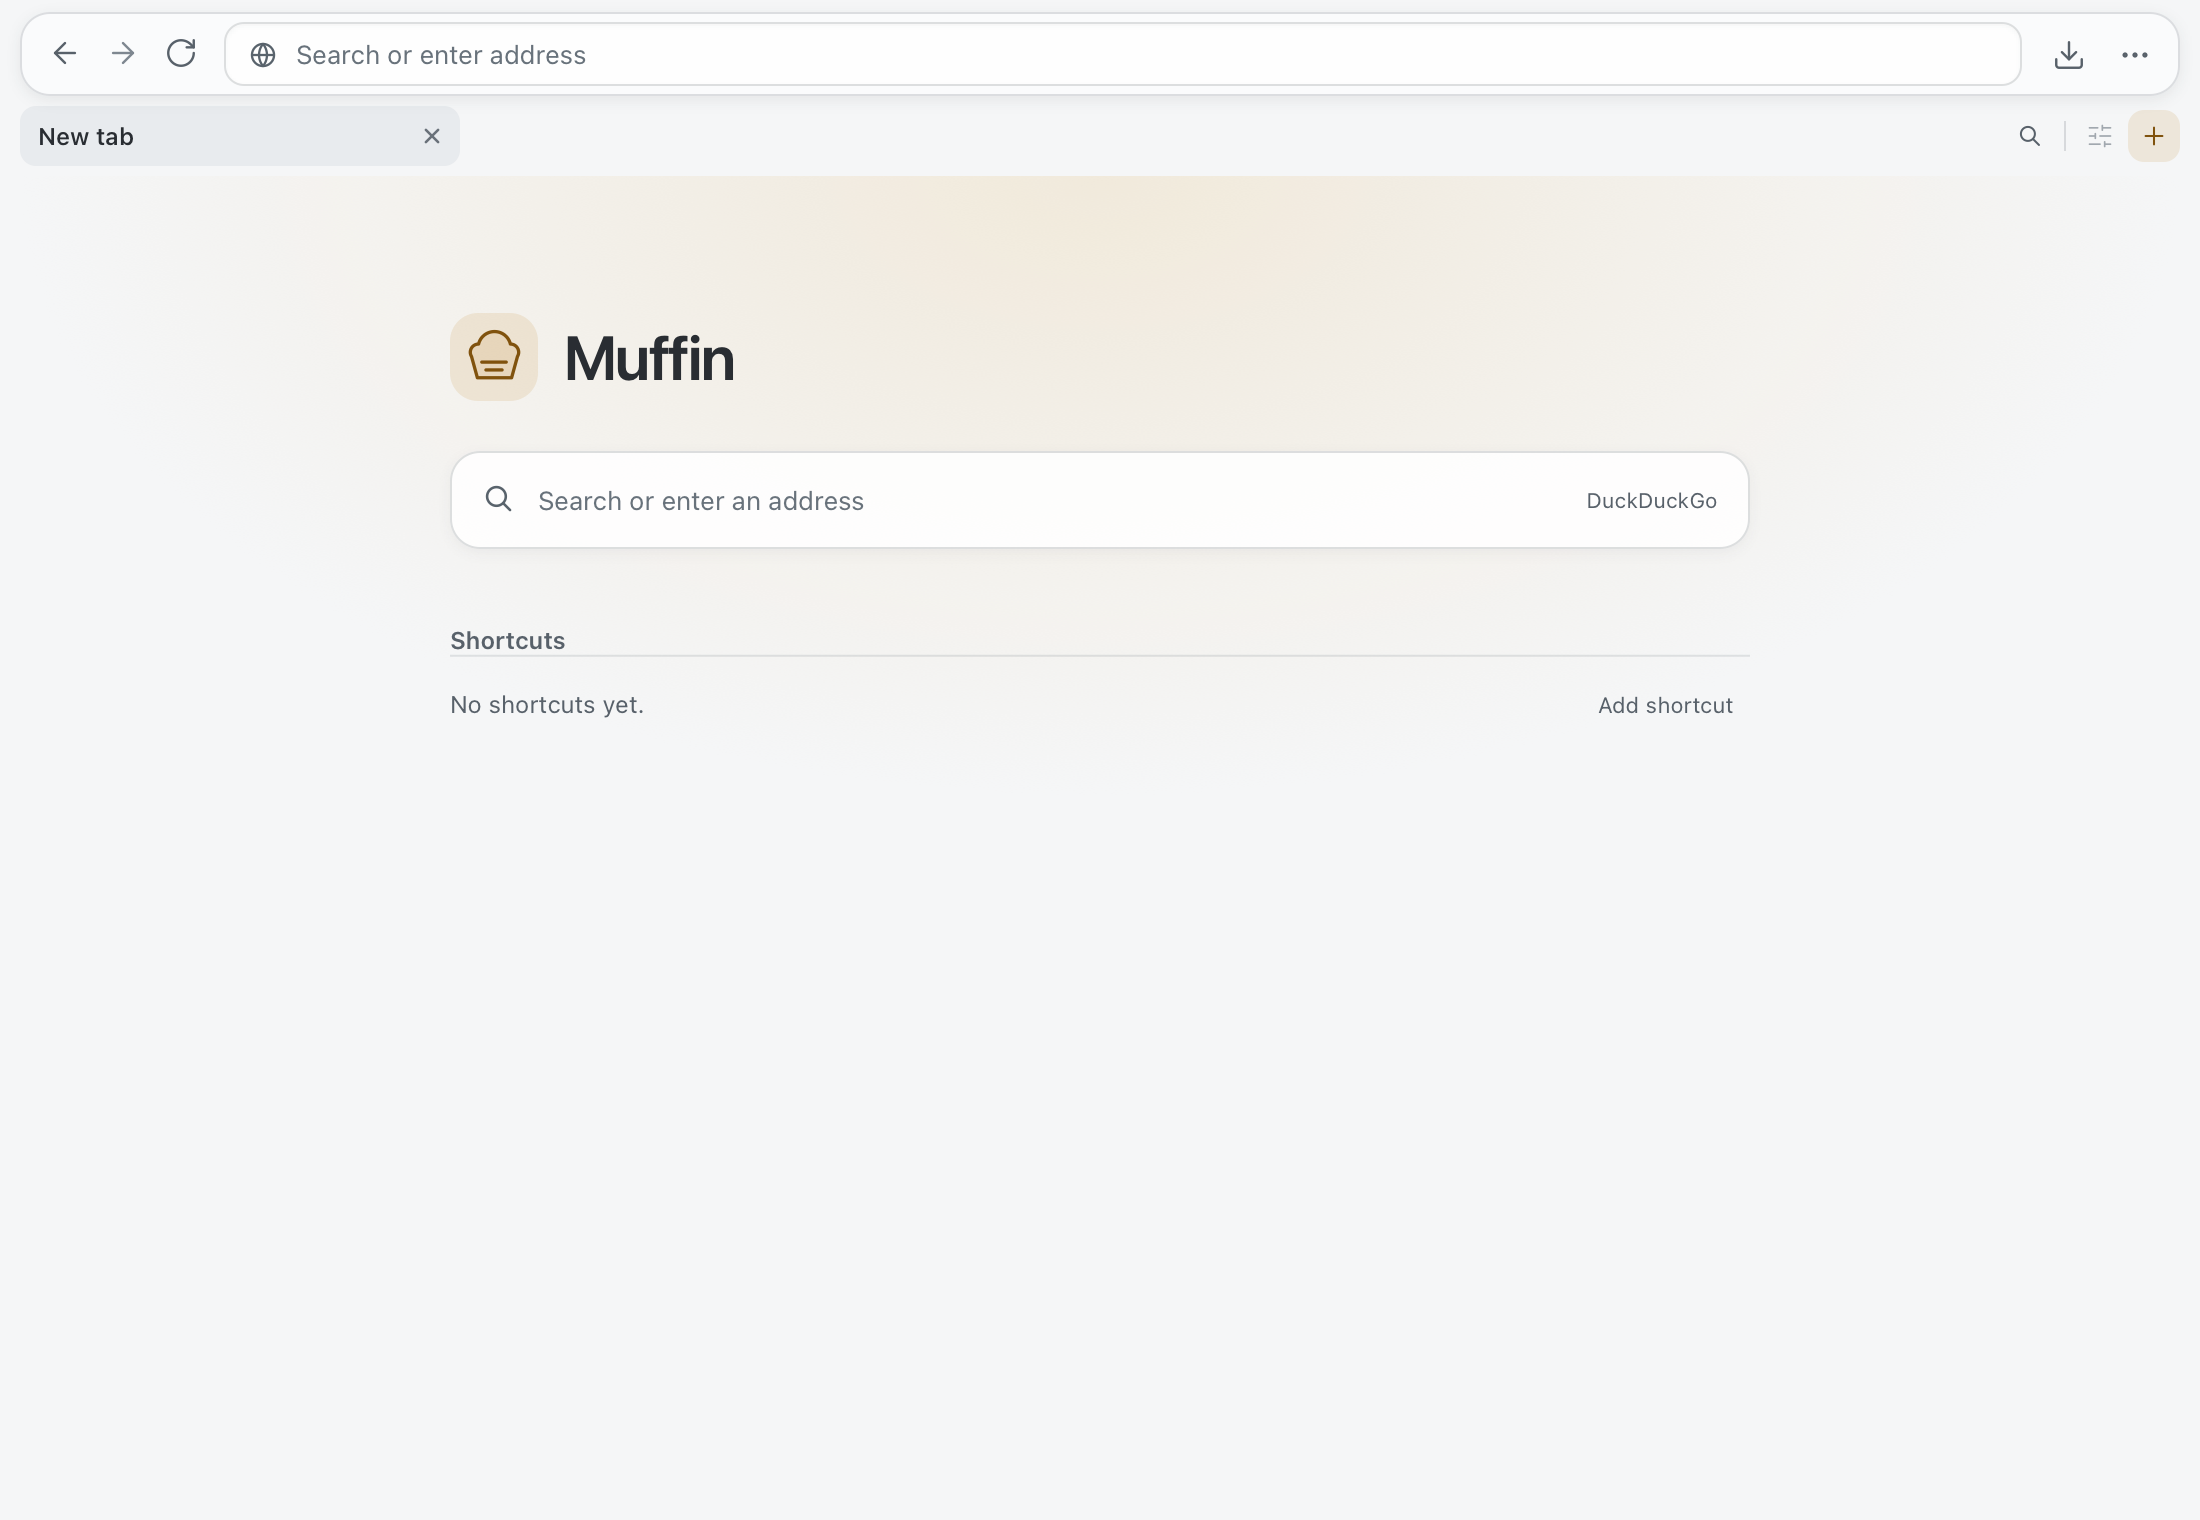 Search or enter address
New tab
Muffin
Search or enter an address
DuckDuckGo
Shortcuts
No shortcuts yet.
Add shortcut